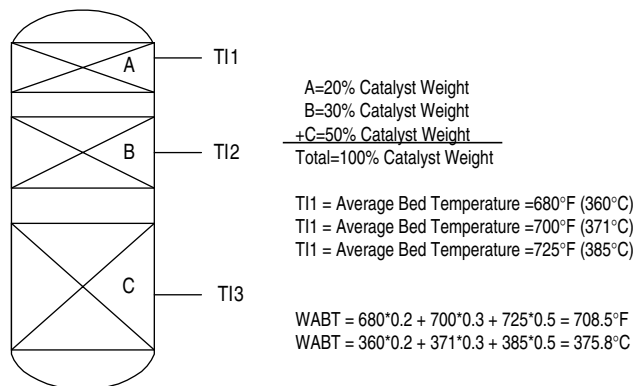 A
TI1
B
TI2
C
TI3
A=20% Catalyst Weight
B=30% Catalyst Weight
+C=50% Catalyst Weight
Total=100% Catalyst Weight
TI1 = Average Bed Temperature =680°F (360°C)
TI1 = Average Bed Temperature =700°F (371°C)
TI1 = Average Bed Temperature =725°F (385°C)
WABT = 680*0.2 + 700*0.3 + 725*0.5 = 708.5°F
WABT = 360*0.2 + 371*0.3 + 385*0.5 = 375.8°C